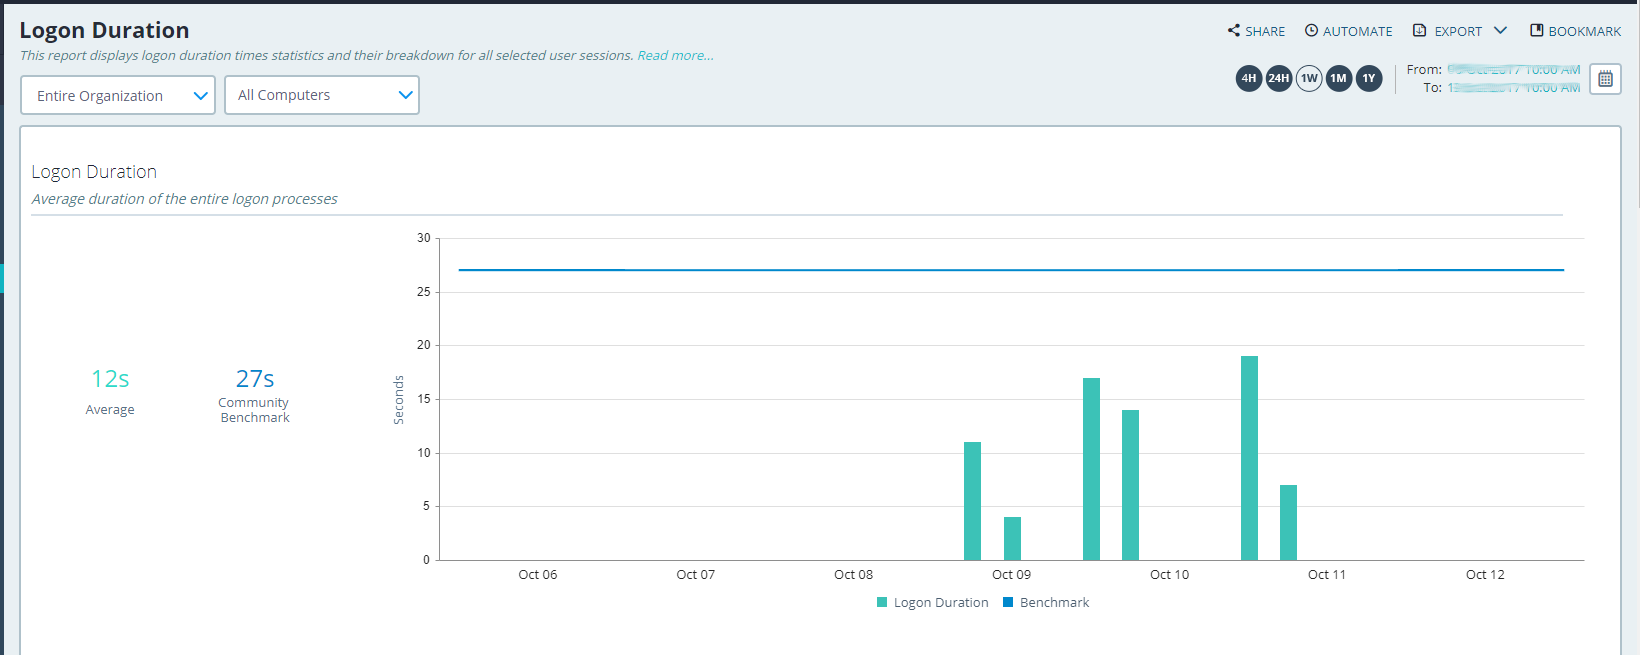 Logon Duration
SHARE AUTOMATE EXPORT BOOKMARK
This report displays logon duration times statistics and their breakdown for all selected user sessions. Read more...
4H 24H 1W 1M 1Y
From: 10:00 AM
To: 10:00 AM
Entire Organization All Computers
Logon Duration
Average duration of the entire logon processes
30
25
20
15
10
5
0
Seconds
12s
Average
27s
Community
Benchmark
Oct 06 Oct 07 Oct 08 Oct 09 Oct 10 Oct 11 Oct 12
Logon Duration Benchmark